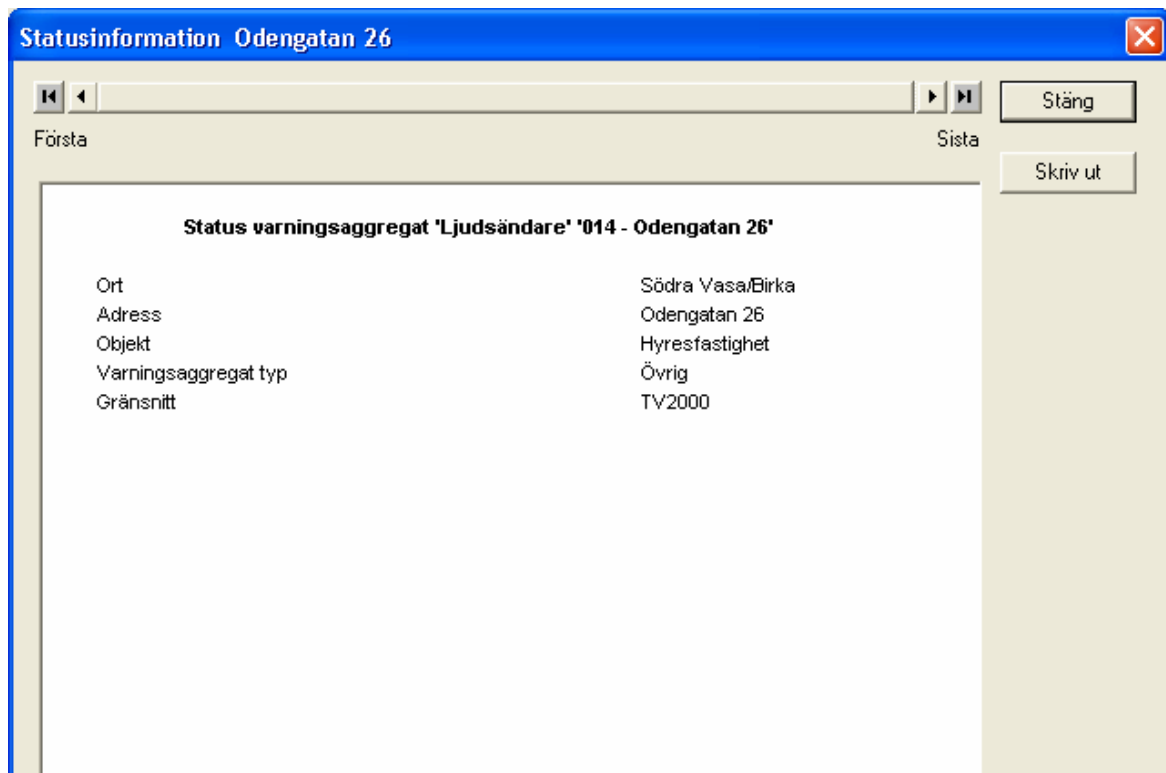 Statusinformation Odengatan 26
Stäng
Första Sista
Skriv ut
Status varningsaggregat 'Ljudsändare' '014 - Odengatan 26'
Ort Södra Vasa/Birka
Adress Odengatan 26
Objekt Hyresfastighet
Varningsaggregat typ Övrig
Gränsnitt TV2000